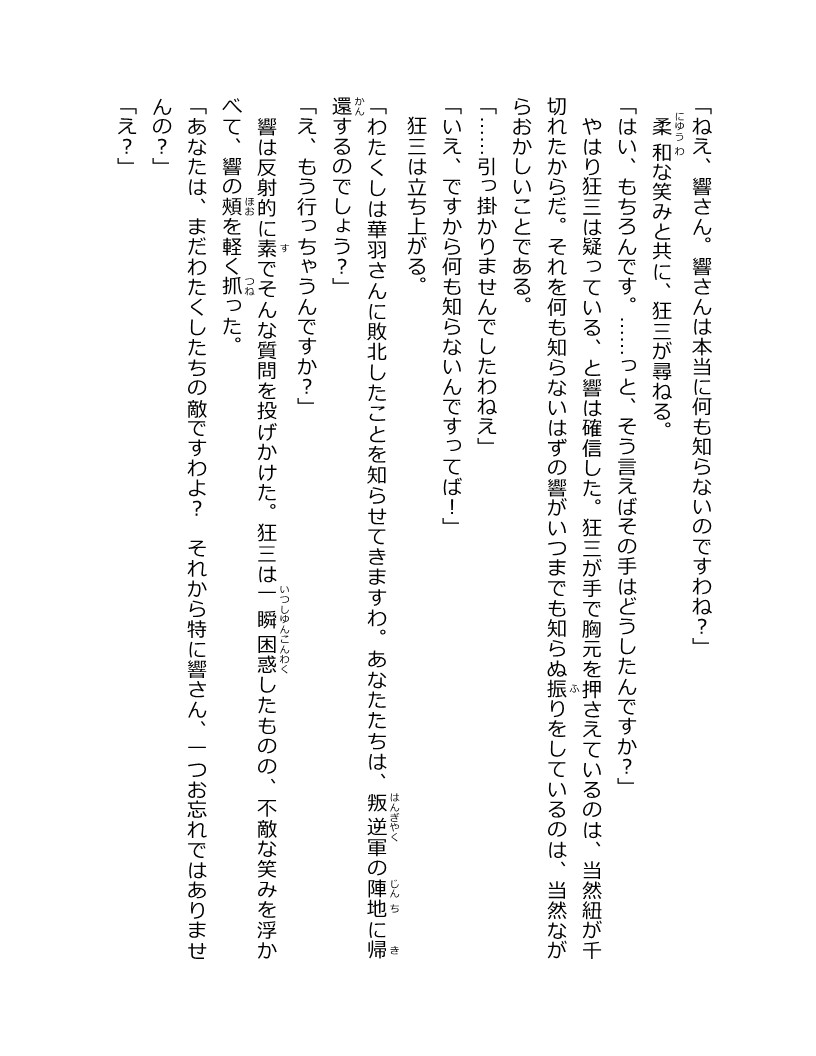 「ねえ、響さん。響さんは本当に何も知らないのですわね？」
柔和な笑みと共に、狂三が尋ねる。
「はい、もちろんです。……っと、そう言えばその手はどうしたんですか？」
やはり狂三は疑っている、と響は確信した。狂三が手で胸元を押さえているのは、当然紐が千
切れたからだ。それを何も知らないはずの響がいつまでも知らぬ振りをしているのは、当然なが
らおかしいことである。
「……引っ掛かりませんでしたわねえ」
「いえ、ですから何も知らないんですってば！」
狂三は立ち上がる。
「わたくしは華羽さんに敗北したことを知らせてきますわ。あなたたちは、叛逆軍の陣地に帰
還するのでしょう？」
「え、もう行っちゃうんですか？」
響は反射的に素でそんな質問を投げかけた。狂三は一瞬困惑したものの、不敵な笑みを浮か
べて、響の頰を軽く抓った。
「あなたは、まだわたくしたちの敵ですわよ？　それから特に響さん、一つお忘れではありませ
んの？」
「え？」